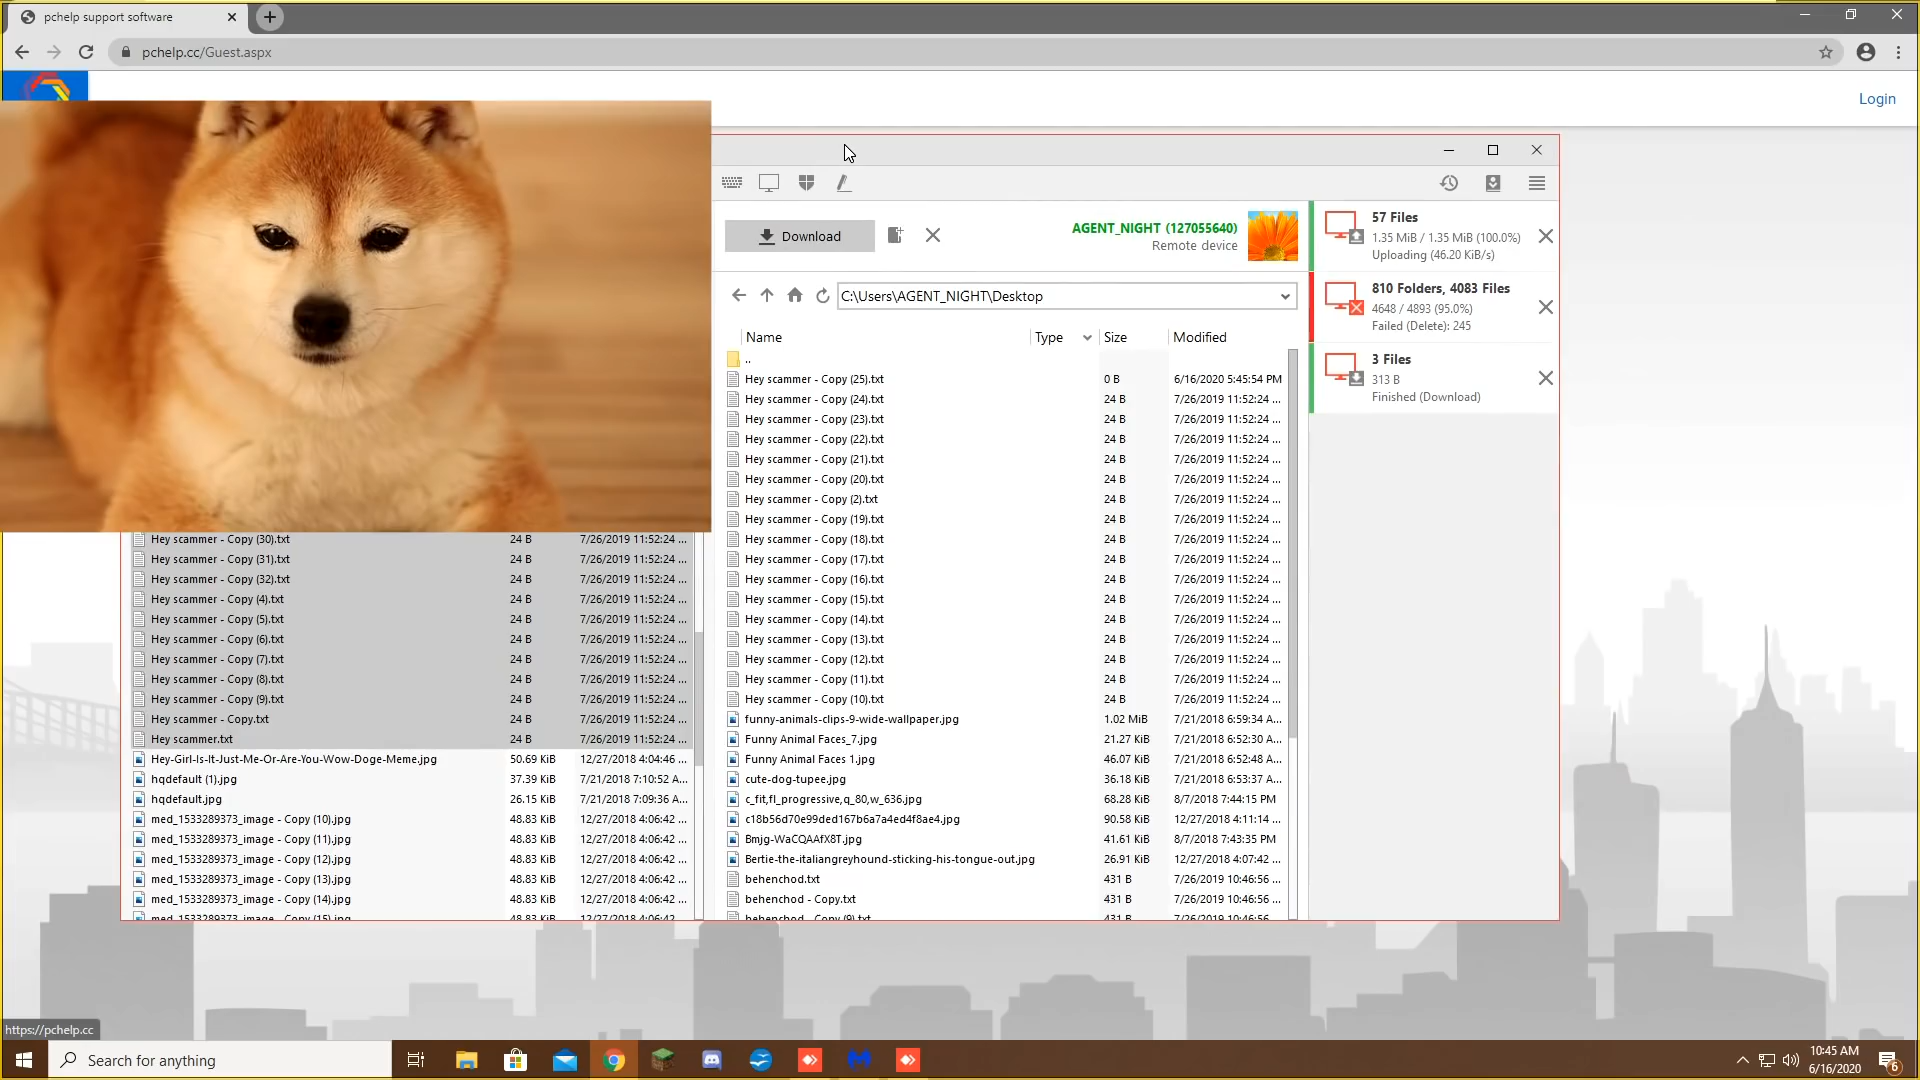 pchelp support software
pchelp.cc/Guest.aspx
Login
Download
AGENT_NIGHT (127055640)
Remote device
C:\Users\AGENT_NIGHT\Desktop
Name Type Size Modified
..
Hey scammer - Copy (25).txt 0 B 6/16/2020 5:45:54 PM
Hey scammer - Copy (24).txt 24 B 7/26/2019 11:52:24 ...
Hey scammer - Copy (23).txt 24 B 7/26/2019 11:52:24 ...
Hey scammer - Copy (22).txt 24 B 7/26/2019 11:52:24 ...
Hey scammer - Copy (21).txt 24 B 7/26/2019 11:52:24 ...
Hey scammer - Copy (20).txt 24 B 7/26/2019 11:52:24 ...
Hey scammer - Copy (2).txt 24 B 7/26/2019 11:52:24 ...
Hey scammer - Copy (19).txt 24 B 7/26/2019 11:52:24 ...
Hey scammer - Copy (18).txt 24 B 7/26/2019 11:52:24 ...
Hey scammer - Copy (17).txt 24 B 7/26/2019 11:52:24 ...
Hey scammer - Copy (16).txt 24 B 7/26/2019 11:52:24 ...
Hey scammer - Copy (15).txt 24 B 7/26/2019 11:52:24 ...
Hey scammer - Copy (14).txt 24 B 7/26/2019 11:52:24 ...
Hey scammer - Copy (13).txt 24 B 7/26/2019 11:52:24 ...
Hey scammer - Copy (12).txt 24 B 7/26/2019 11:52:24 ...
Hey scammer - Copy (11).txt 24 B 7/26/2019 11:52:24 ...
Hey scammer - Copy (10).txt 24 B 7/26/2019 11:52:24 ...
funny-animals-clips-9-wide-wallpaper.jpg 1.02 MiB 7/21/2018 6:59:34 A...
Funny Animal Faces_7.jpg 21.27 KiB 7/21/2018 6:52:30 A...
Funny Animal Faces 1.jpg 46.07 KiB 7/21/2018 6:52:48 A...
cute-dog-tupee.jpg 36.18 KiB 7/21/2018 6:53:37 A...
c_fit,fl_progressive,q_80,w_636.jpg 68.28 KiB 8/7/2018 7:44:15 PM
c18b56d70e99ded167b6a7a4ed4f8ae4.jpg 90.58 KiB 12/27/2018 4:11:14 ...
Bmjg-WaCQAAfX8T.jpg 41.61 KiB 8/7/2018 7:43:35 PM
Bertie-the-italiangreyhound-sticking-his-tongue-out.jpg 26.91 KiB 12/27/2018 4:07:42 ...
behenchod.txt 431 B 7/26/2019 10:46:56 ...
behenchod - Copy.txt 431 B 7/26/2019 10:46:56 ...
behenchod - Copy (9).txt 431 B 7/26/2019 10:46:56 ...
57 Files
1.35 MiB / 1.35 MiB (100.0%)
Uploading (46.20 KiB/s)
810 Folders, 4083 Files
4648 / 4893 (95.0%)
Failed (Delete): 245
3 Files
313 B
Finished (Download)
Hey scammer - Copy (30).txt 24 B 7/26/2019 11:52:24 ...
Hey scammer - Copy (31).txt 24 B 7/26/2019 11:52:24 ...
Hey scammer - Copy (32).txt 24 B 7/26/2019 11:52:24 ...
Hey scammer - Copy (4).txt 24 B 7/26/2019 11:52:24 ...
Hey scammer - Copy (5).txt 24 B 7/26/2019 11:52:24 ...
Hey scammer - Copy (6).txt 24 B 7/26/2019 11:52:24 ...
Hey scammer - Copy (7).txt 24 B 7/26/2019 11:52:24 ...
Hey scammer - Copy (8).txt 24 B 7/26/2019 11:52:24 ...
Hey scammer - Copy (9).txt 24 B 7/26/2019 11:52:24 ...
Hey scammer - Copy.txt 24 B 7/26/2019 11:52:24 ...
Hey scammer.txt 24 B 7/26/2019 11:52:24 ...
Hey-Girl-Is-It-Just-Me-Or-Are-You-Wow-Doge-Meme.jpg 50.69 KiB 12/27/2018 4:04:46 ...
hqdefault (1).jpg 37.39 KiB 7/21/2018 7:10:52 A...
hqdefault.jpg 26.15 KiB 7/21/2018 7:09:36 A...
med_1533289373_image - Copy (10).jpg 48.83 KiB 12/27/2018 4:06:42 ...
med_1533289373_image - Copy (11).jpg 48.83 KiB 12/27/2018 4:06:42 ...
med_1533289373_image - Copy (12).jpg 48.83 KiB 12/27/2018 4:06:42 ...
med_1533289373_image - Copy (13).jpg 48.83 KiB 12/27/2018 4:06:42 ...
med_1533289373_image - Copy (14).jpg 48.83 KiB 12/27/2018 4:06:42 ...
med_1533289373_image - Copy (15).jpg 48.83 KiB 12/27/2018 4:06:42 ...
https://pchelp.cc
Search for anything
10:45 AM
6/16/2020
6